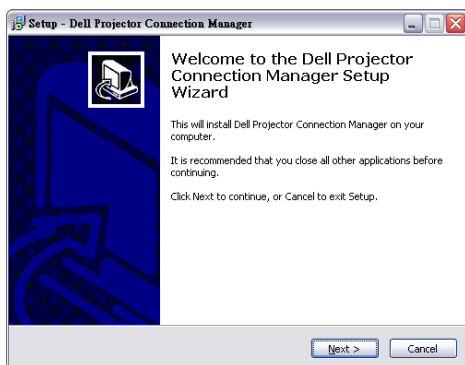 Setup - Dell Projector Connection Manager
Welcome to the Dell Projector
Connection Manager Setup
Wizard
This will install Dell Projector Connection Manager on your
computer.
It is recommended that you close all other applications before
continuing.
Click Next to continue, or Cancel to exit Setup.
Next >
Cancel